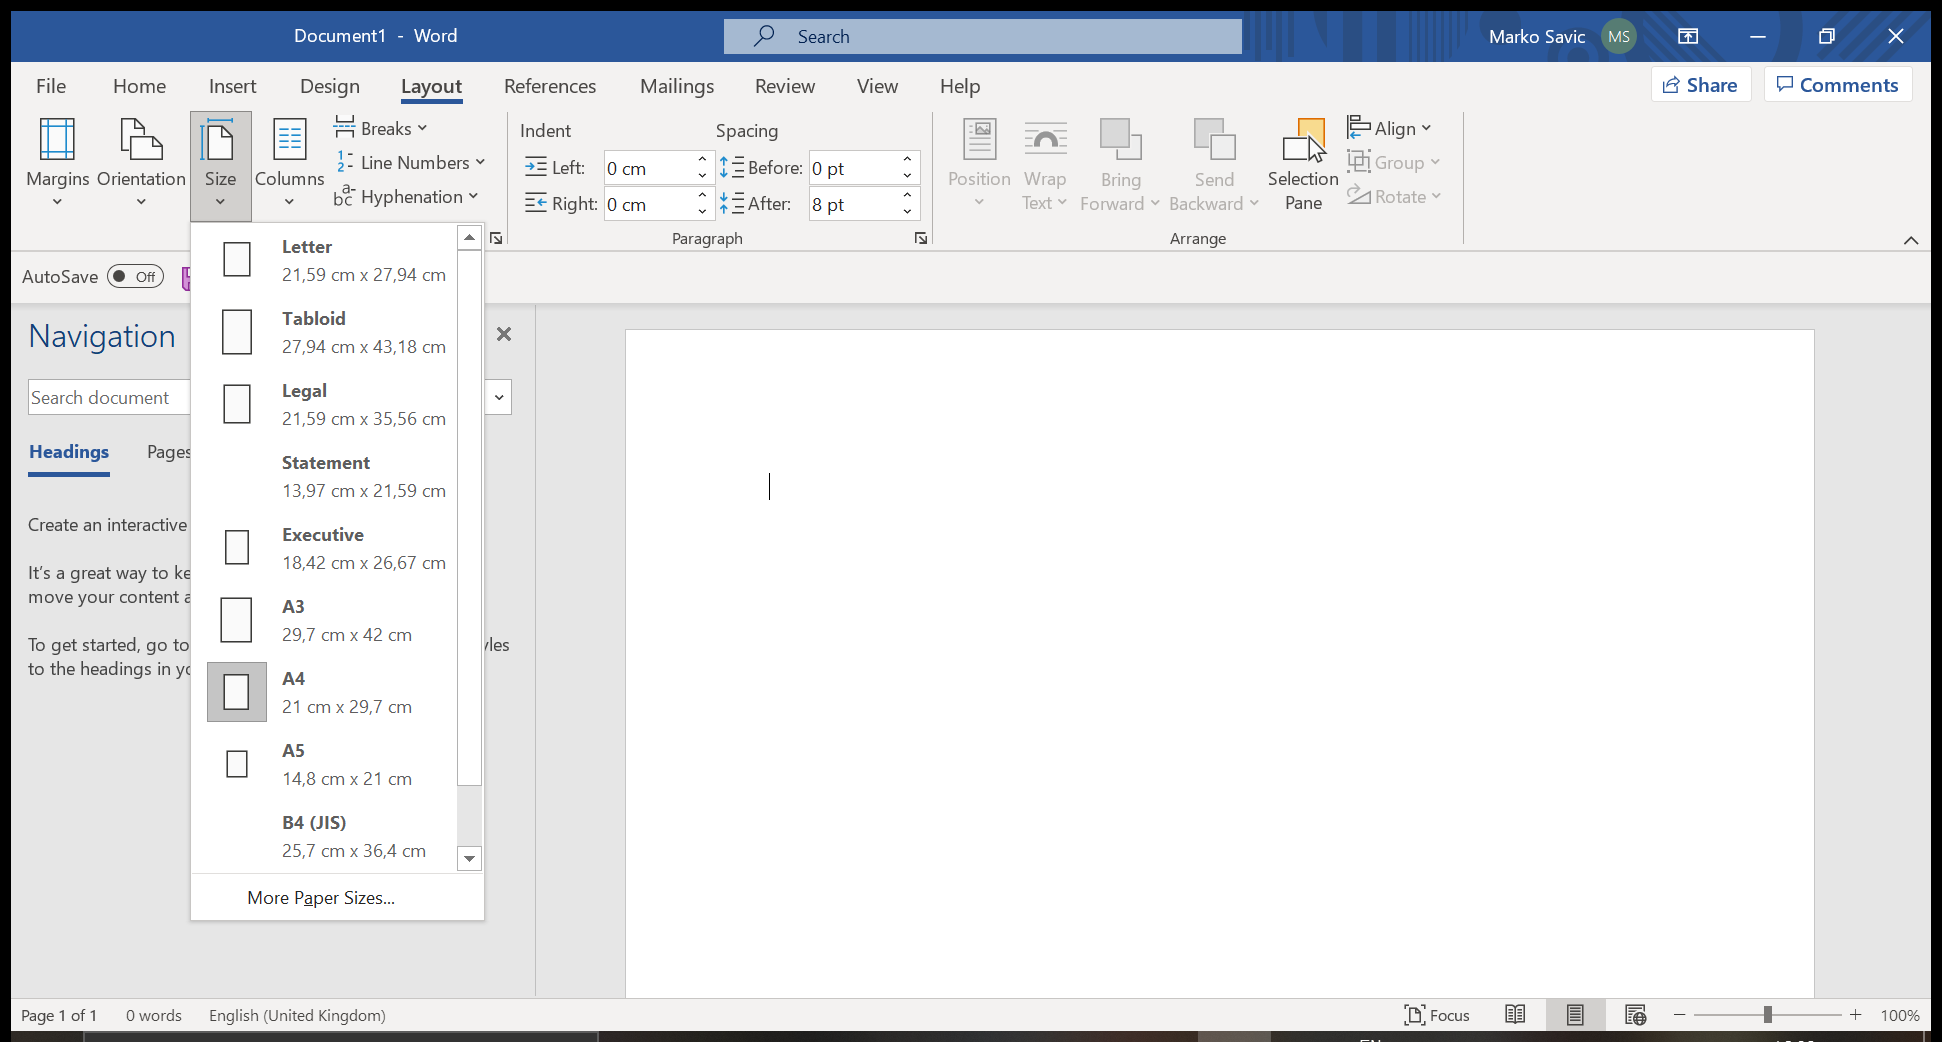 Document1 - Word
Search
Marko Savic MS
File Home Insert Design Layout References Mailings Review View Help
Share Comments
Margins Orientation Size Columns
Breaks
Line Numbers
Hyphenation
Indent Spacing
Left: 0 cm Before: 0 pt
Right: 0 cm After: 8 pt
Paragraph
Position Wrap Text Bring Forward Send Backward Selection Pane
Align
Group
Rotate
Arrange
AutoSave Off
Navigation
Search document
Headings Pages
Create an interactive
It's a great way to
move your content
To get started, go to
to the headings in
Letter
21,59 cm x 27,94 cm
Tabloid
27,94 cm x 43,18 cm
Legal
21,59 cm x 35,56 cm
Statement
13,97 cm x 21,59 cm
Executive
18,42 cm x 26,67 cm
A3
29,7 cm x 42 cm
A4
21 cm x 29,7 cm
A5
14,8 cm x 21 cm
B4 (JIS)
25,7 cm x 36,4 cm
More Paper Sizes...
Page 1 of 1 0 words English (United Kingdom)
Focus
100%